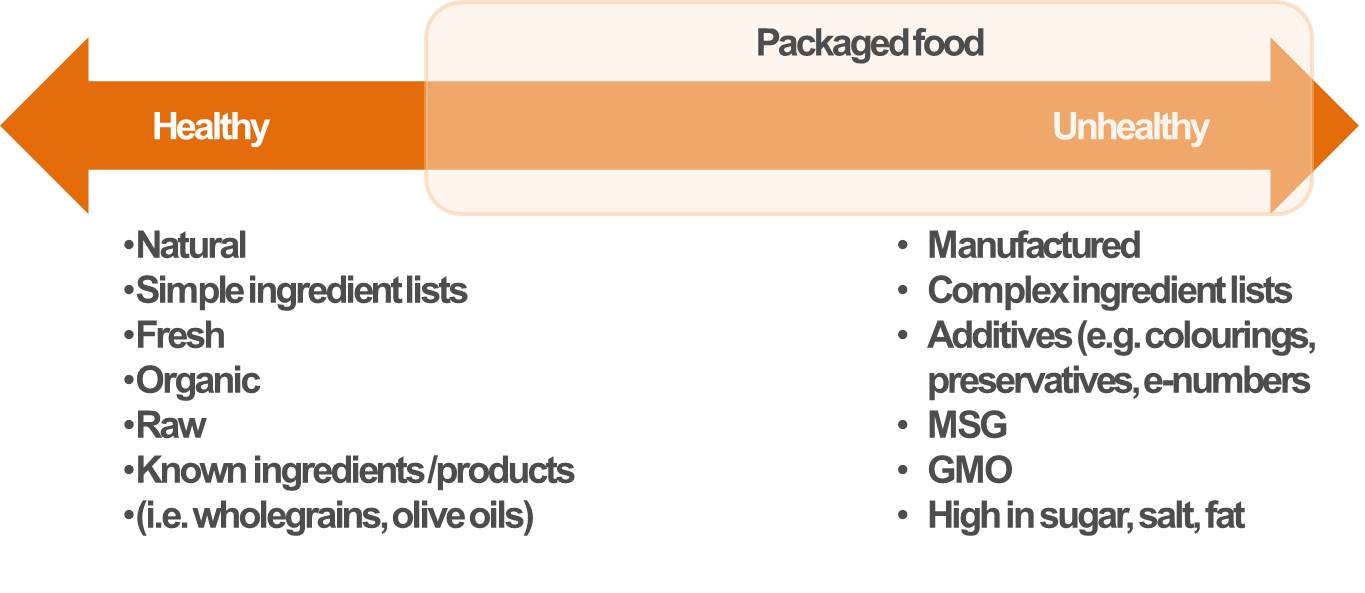 Packaged food
Healthy
Unhealthy
•Natural
•Simple ingredient lists
•Fresh
•Organic
•Raw
•Known ingredients/products
•(i.e. wholegrains, olive oils)
• Manufactured
• Complex ingredient lists
• Additives (e.g. colourings,
preservatives, e-numbers
• MSG
• GMO
• High in sugar, salt, fat